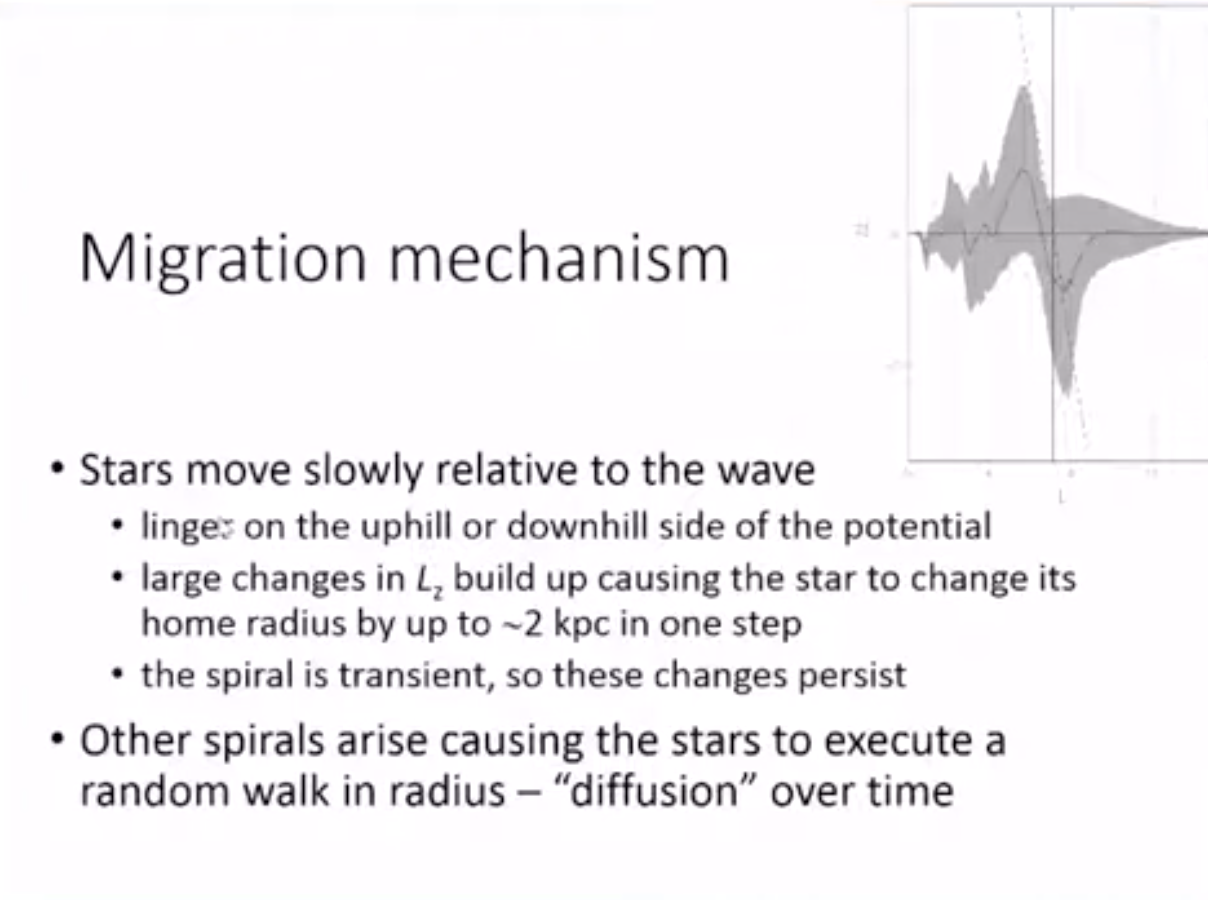 Migration mechanism
• Stars move slowly relative to the wave
• linger on the uphill or downhill side of the potential
• large changes in Lz build up causing the star to change its
home radius by up to ~2 kpc in one step
• the spiral is transient, so these changes persist
• Other spirals arise causing the stars to execute a
random walk in radius – “diffusion” over time
L